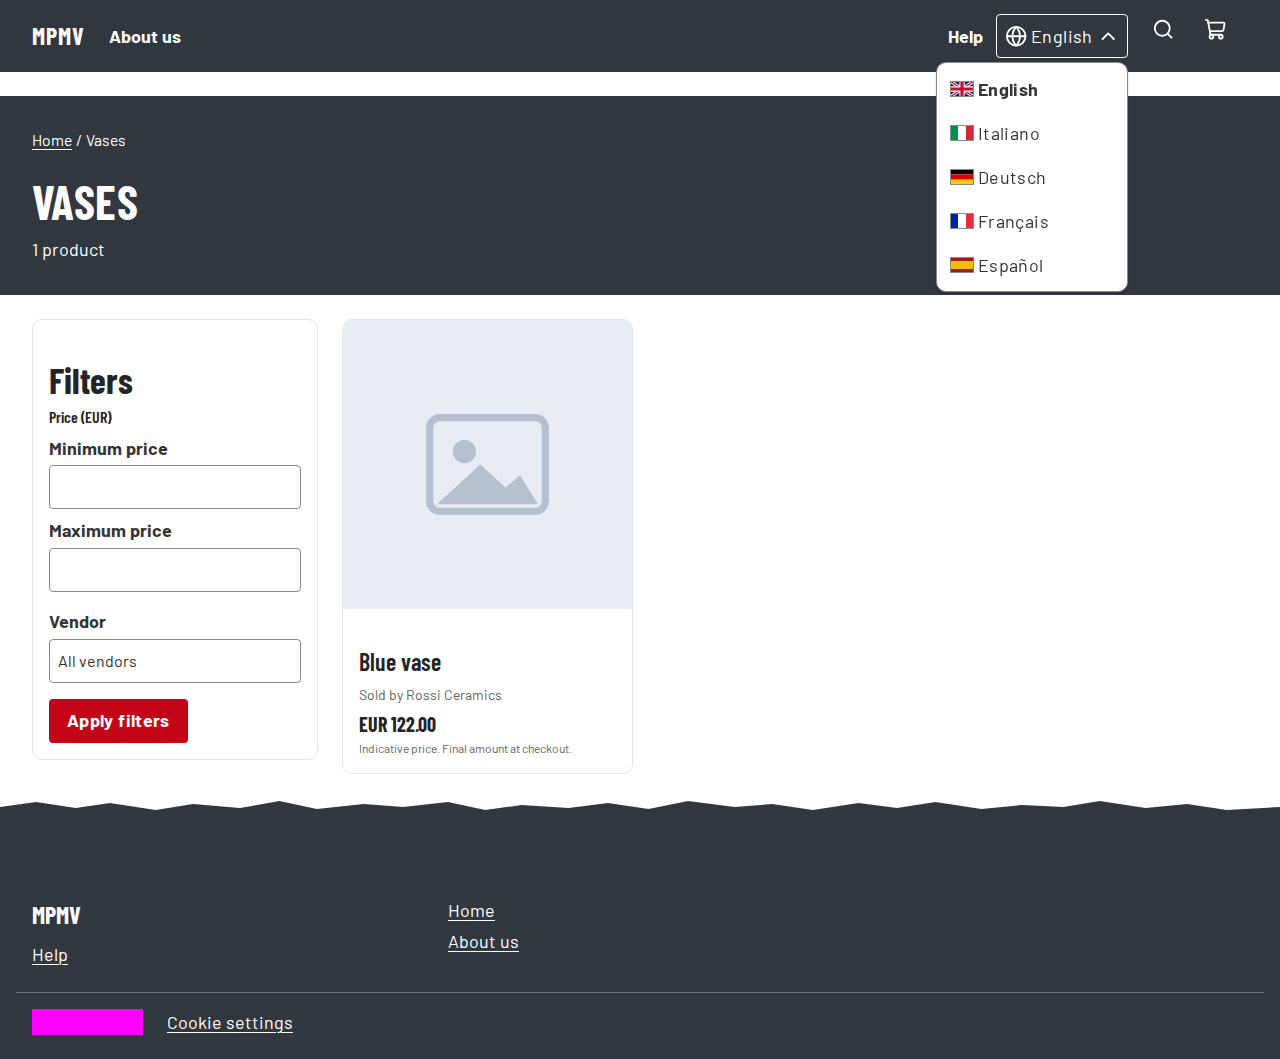 MPMV About us Help English
English
Italiano
Deutsch
Français
Español
Home / Vases
VASES
1 product
Filters
Price (EUR)
Minimum price
Maximum price
Vendor
All vendors
Apply filters
Blue vase
Sold by Rossi Ceramics
EUR 122.00
Indicative price. Final amount at checkout.
MPMV
Help
Home
About us
Cookie settings